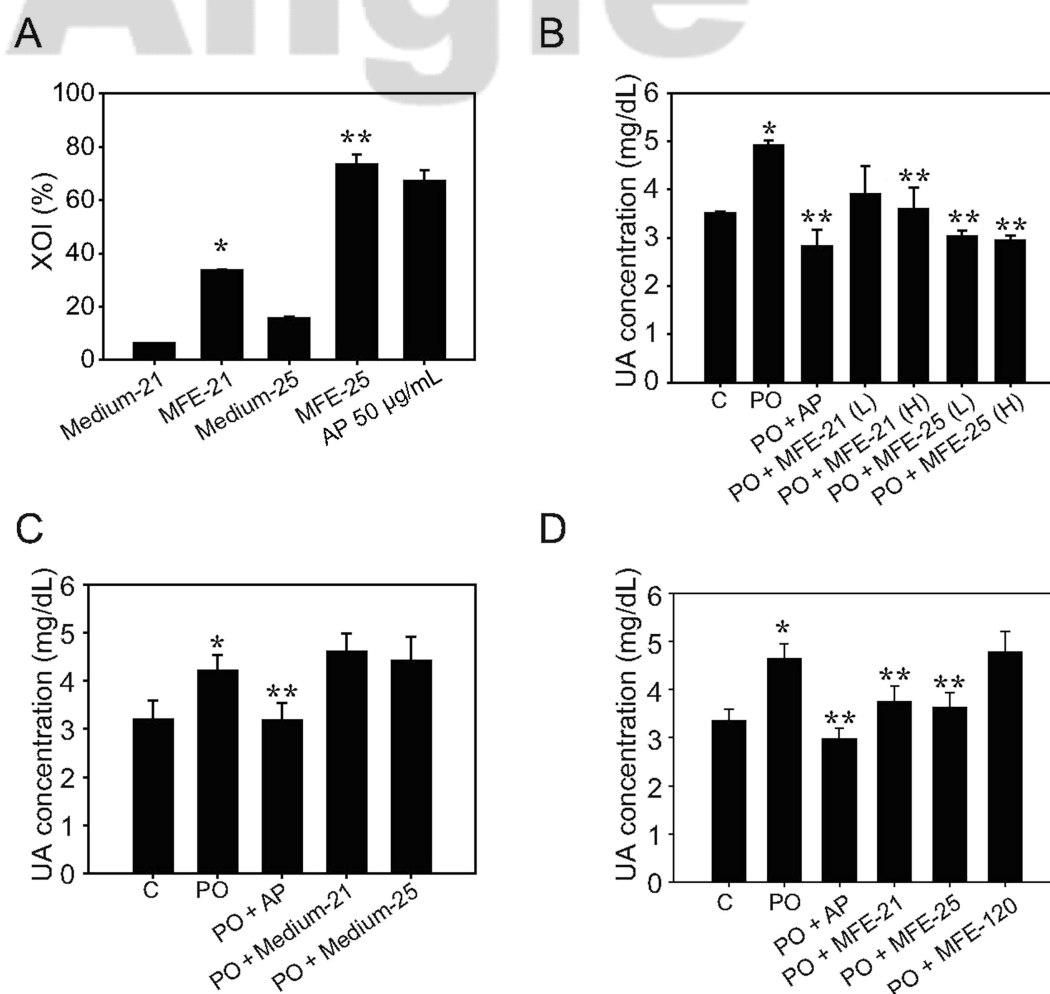 Angle
A
XOI (%)
100
80
60
40
20
0
*
**
Medium-21
MFE-21
Medium-25
MFE-25
AP 50 µg/mL
B
UA concentration (mg/dL)
6
5
4
3
2
1
0
*
**
**
**
**
C
PO
PO + AP
PO + MFE-21 (L)
PO + MFE-21 (H)
PO + MFE-25 (L)
PO + MFE-25 (H)
C
UA concentration (mg/dL)
6
5
4
3
2
1
0
*
**
C
PO
PO + AP
PO + Medium-21
PO + Medium-25
D
UA concentration (mg/dL)
6
5
4
3
2
1
0
*
**
**
**
C
PO
PO + AP
PO + MFE-21
PO + MFE-25
PO + MFE-120